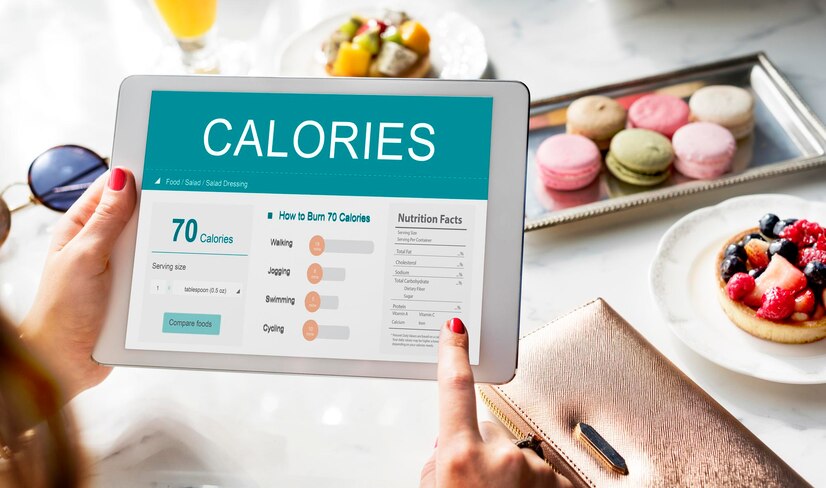 CALORIES
Food / Salad / Salad Dressing
70 Calories
Serving size
1 tablespoon (0.5 oz)
Compare foods
How to Burn 70 Calories
Walking
Jogging
Swimming
Cycling
Nutrition Facts
Serving Size
Serving Per Container
Total Fat
Cholesterol
Sodium
Total Carbohydrate
Dietary Fiber
Sugar
Protein
Vitamin A Vitamin C
Calcium Iron